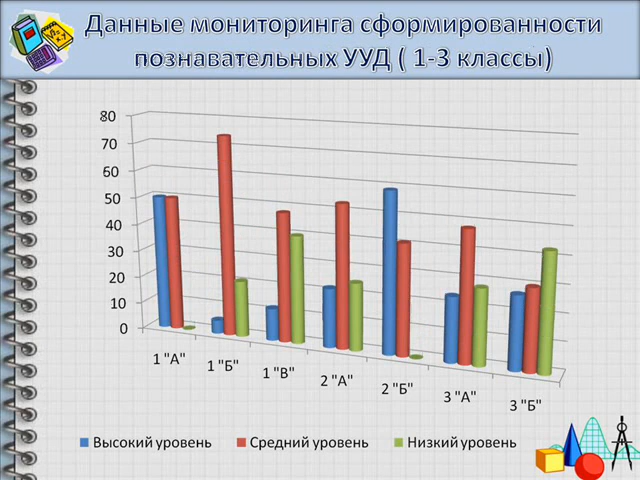 Данные мониторинга сформированности
познавательных УУД ( 1-3 классы)
80
70
60
50
40
30
20
10
0
1 "А"
1 "Б"
1 "В"
2 "А"
2 "Б"
3 "А"
3 "Б"
Высокий уровень
Средний уровень
Низкий уровень